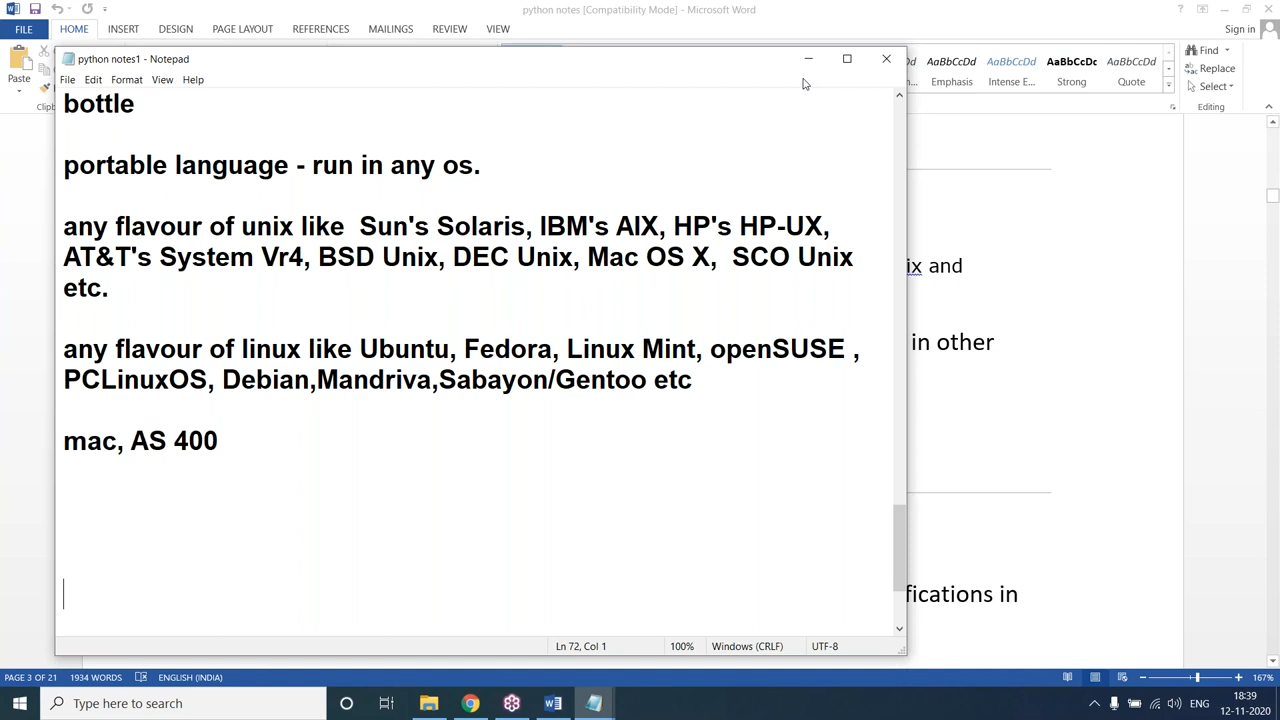 python notes [Compatibility Mode] - Microsoft Word
?
FILE HOME INSERT DESIGN PAGE LAYOUT REFERENCES MAILINGS REVIEW VIEW Sign in
python notes1 - Notepad
File Edit Format View Help
Paste
AaBbCcDd AaBbCcDd AaBbCcDc AaBbCcDd
Emphasis Intense E... Strong Quote
Find
Replace
Select
Editing
bottle
portable language - run in any os.
any flavour of unix like Sun's Solaris, IBM's AIX, HP's HP-UX,
AT&T's System Vr4, BSD Unix, DEC Unix, Mac OS X, SCO Unix
etc.
any flavour of linux like Ubuntu, Fedora, Linux Mint, openSUSE ,
PCLinuxOS, Debian,Mandriva,Sabayon/Gentoo etc
mac, AS 400
ix and
in other
fications in
Ln 72, Col 1 100% Windows (CRLF) UTF-8
PAGE 3 OF 21 1934 WORDS ENGLISH (INDIA) 167%
Type here to search
ENG
18:39
12-11-2020